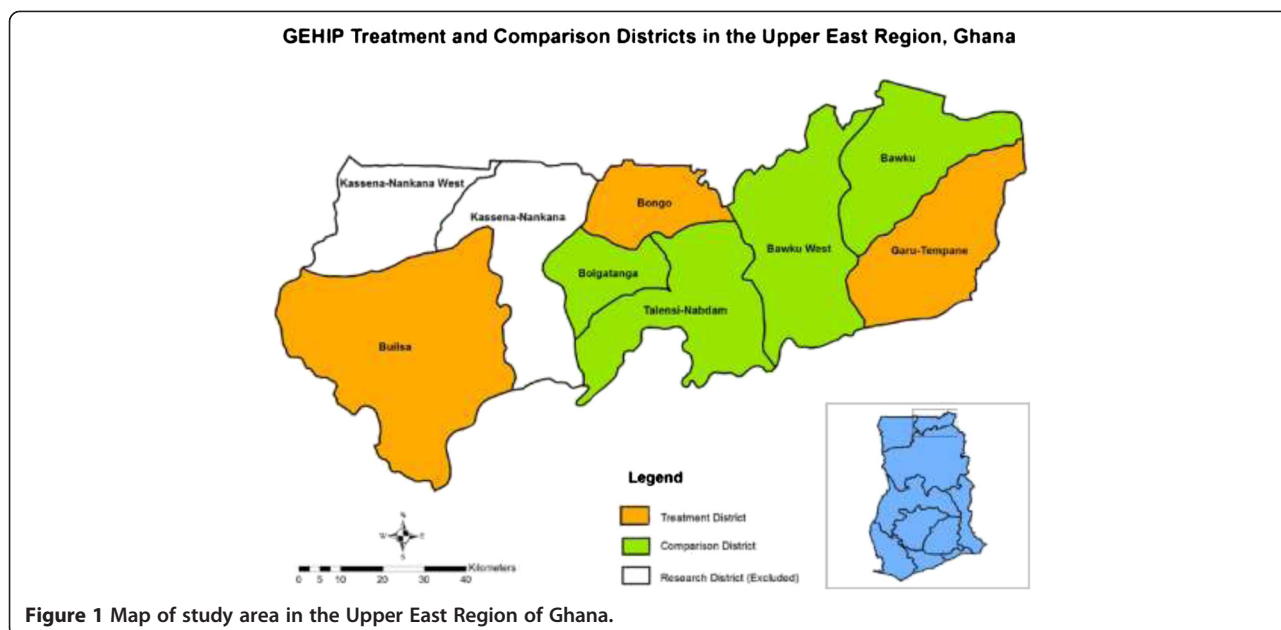 GEHIP Treatment and Comparison Districts in the Upper East Region, Ghana
Kassena-Nankana West
Kassena-Nankana
Bongo
Bawku
Bawku West
Garu-Tempane
Bolgatanga
Talensi-Nabdam
Builsa
Legend
Treatment District
Comparison District
Research District (Excluded)
N
W E
S
Kilometers
0 5 10 20 30 40
Figure 1 Map of study area in the Upper East Region of Ghana.